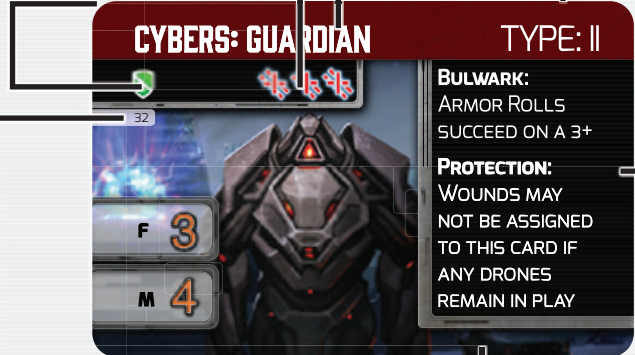 CYBERS: GUARDIAN TYPE: II
32
F 3
M 4
BULWARK:
ARMOR ROLLS
SUCCEED ON A 3+
PROTECTION:
WOUNDS MAY
NOT BE ASSIGNED
TO THIS CARD IF
ANY DRONES
REMAIN IN PLAY